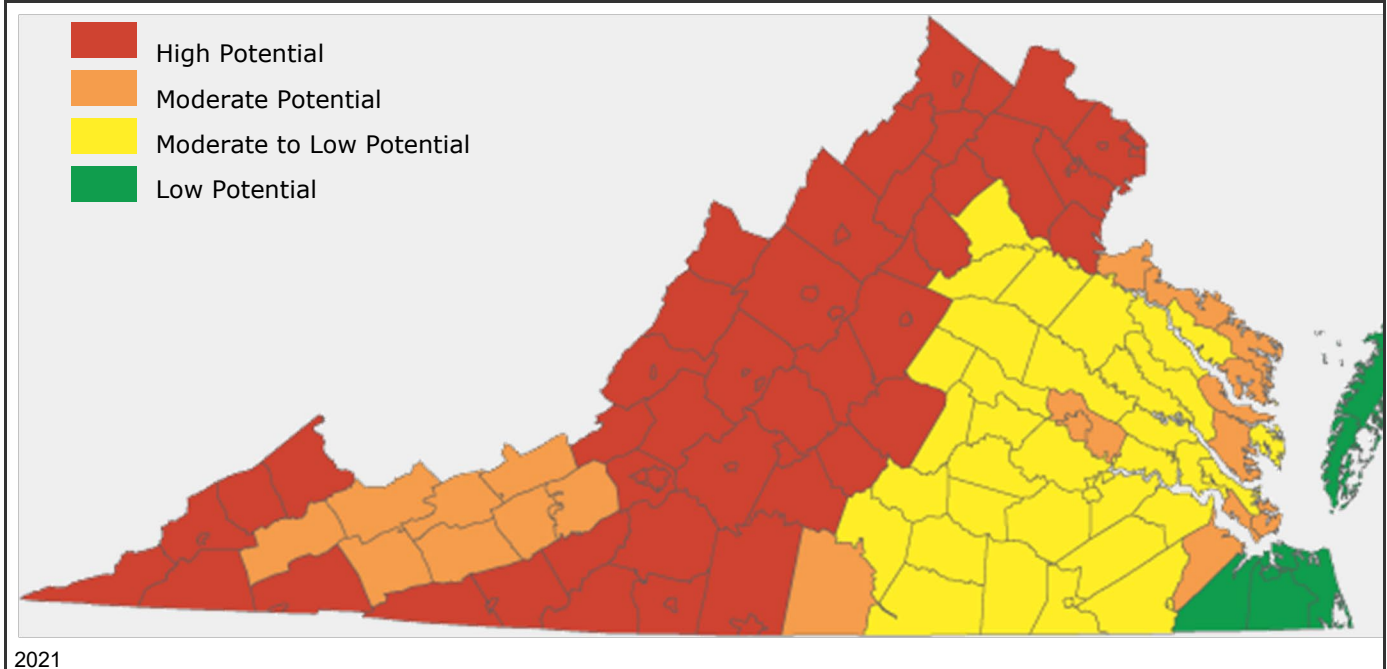 High Potential
Moderate Potential
Moderate to Low Potential
Low Potential
2021